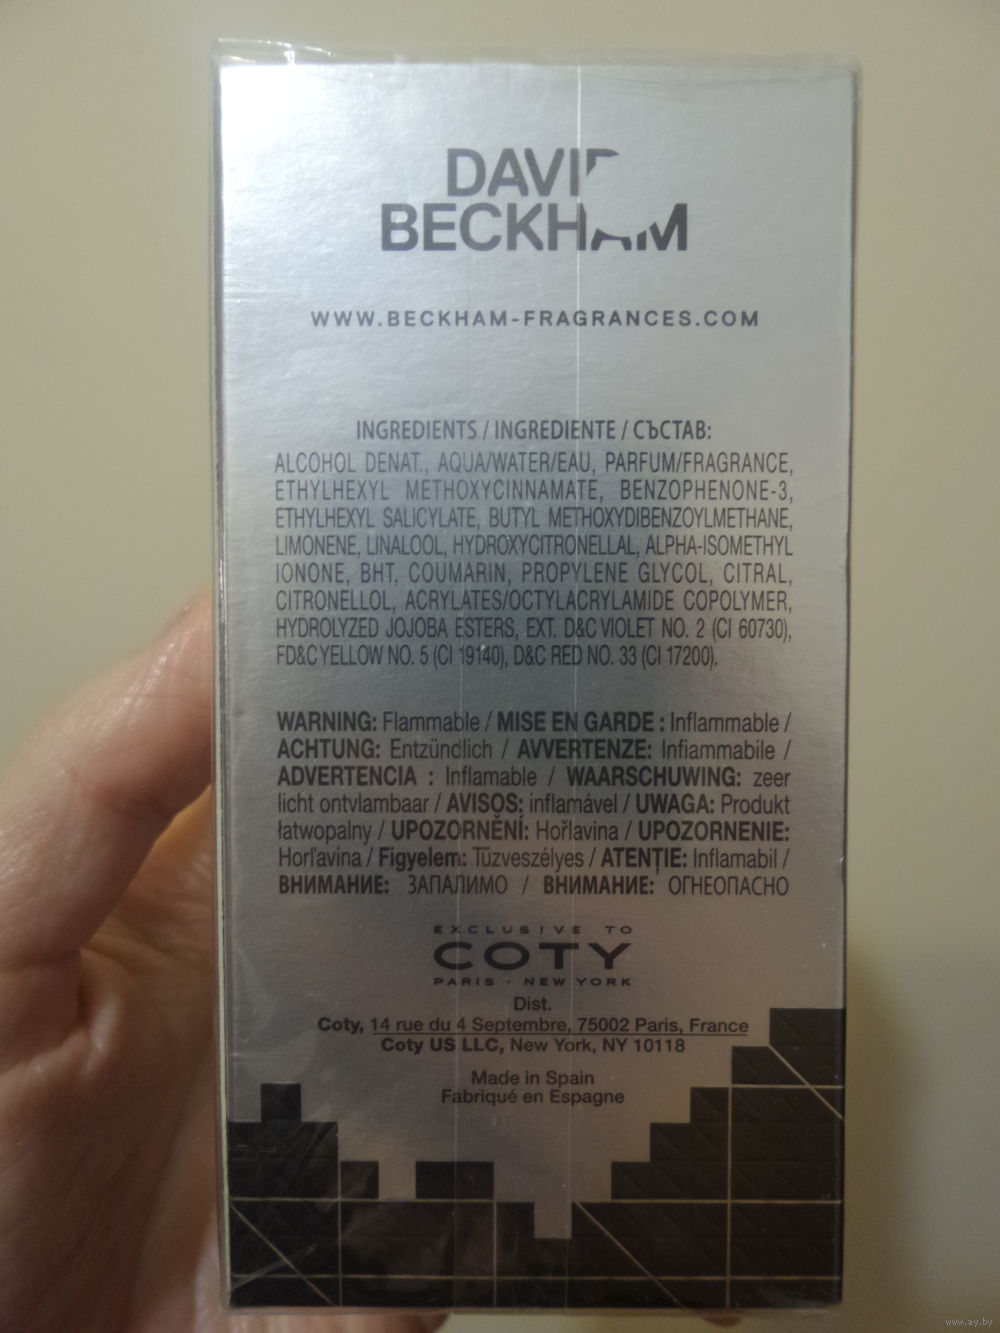 DAVID
BECKHAM
WWW.BECKHAM-FRAGRANCES.COM
INGREDIENTS / INGREDIENTE / СЪСТАВ:
ALCOHOL DENAT., AQUA/WATER/EAU, PARFUM/FRAGRANCE,
ETHYLHEXYL METHOXYCINNAMATE, BENZOPHENONE-3,
ETHYLHEXYL SALICYLATE, BUTYL METHOXYDIBENZOYLMETHANE,
LIMONENE, LINALOOL, HYDROXYCITRONELLAL, ALPHA-ISOMETHYL
IONONE, BHT, COUMARIN, PROPYLENE GLYCOL, CITRAL,
CITRONELLOL, ACRYLATES/OCTYLACRYLAMIDE COPOLYMER,
HYDROLYZED JOJOBA ESTERS, EXT. D&C VIOLET NO. 2 (CI 60730),
FD&C YELLOW NO. 5 (CI 19140), D&C RED NO. 33 (CI 17200).
WARNING: Flammable / MISE EN GARDE : Inflammable /
ACHTUNG: Entzündlich / AVVERTENZE: Infiammabile /
ADVERTENCIA : Inflamable / WAARSCHUWING: zeer
licht ontvlambaar / AVISOS: inflamável / UWAGA: Produkt
łatwopalny / UPOZORNĚNÍ: Hořlavina / UPOZORNENIE:
Horľavina / Figyelem: Tűzveszélyes / ATENȚIE: Inflamabil /
ВНИМАНИЕ: ЗАПАЛИМО / ВНИМАНИЕ: ОГНЕОПАСНО
EXCLUSIVE TO
COTY
PARIS · NEW YORK
Dist.
Coty, 14 rue du 4 Septembre, 75002 Paris, France
Coty US LLC, New York, NY 10118
Made in Spain
Fabriqué en Espagne
www.ay.by